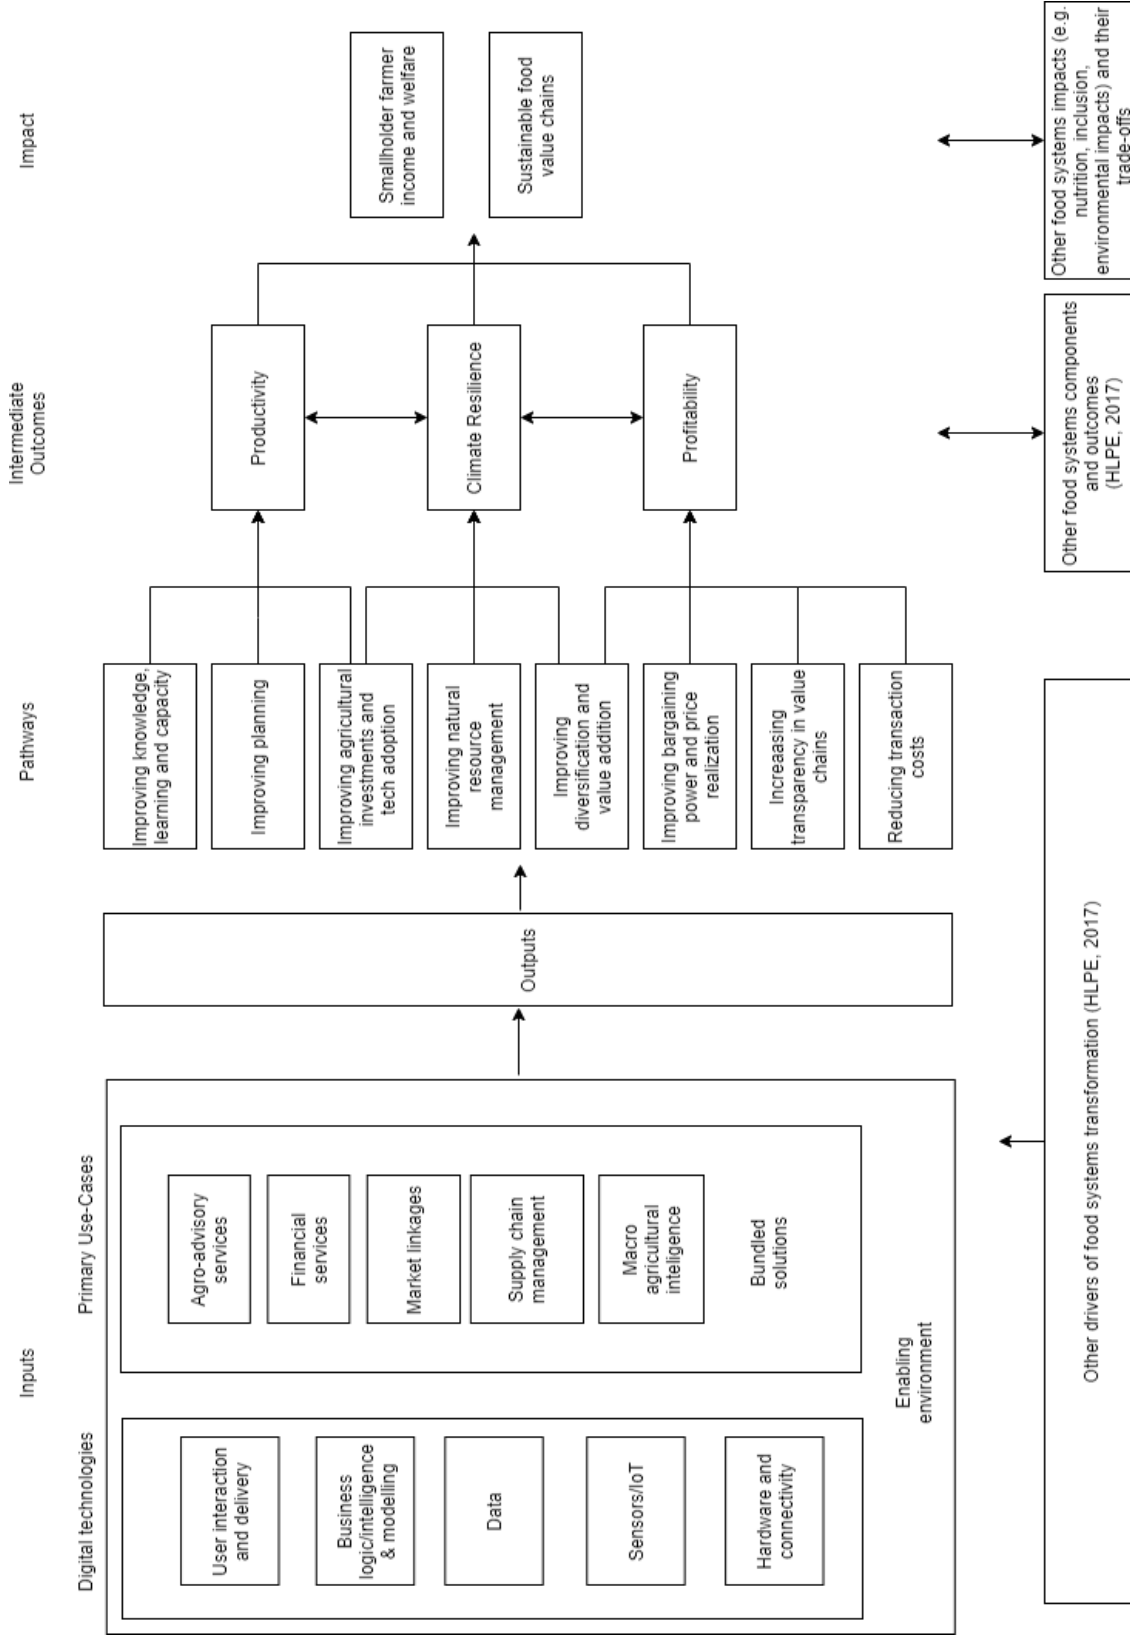 Inputs
Digital technologies
User interaction
and delivery
Business
logic/intelligence
& modelling
Data
Sensors/IoT
Hardware and
connectivity
Primary Use-Cases
Agro-advisory
services
Financial
services
Market linkages
Supply chain
management
Macro
agricultural
inteligence
Bundled
solutions
Enabling
environment
Outputs
Pathways
Improving knowledge,
learning and capacity
Improving planning
Improving agricultural
investments and
tech adoption
Improving natural
resource
management
Improving
diversification and
value addition
Improving bargaining
power and price
realization
Increeasing
transparency in value
chains
Reducing transaction
costs
Intermediate
Outcomes
Productivity
Climate Resilience
Profitability
Impact
Smallholder farmer
income and welfare
Sustainable food
value chains
Other drivers of food systems transformation (HLPE, 2017)
Other food systems components
and outcomes
(HLPE, 2017)
Other food systems impacts (e.g.
nutrition, inclusion,
environmental impacts) and their
trade-offs